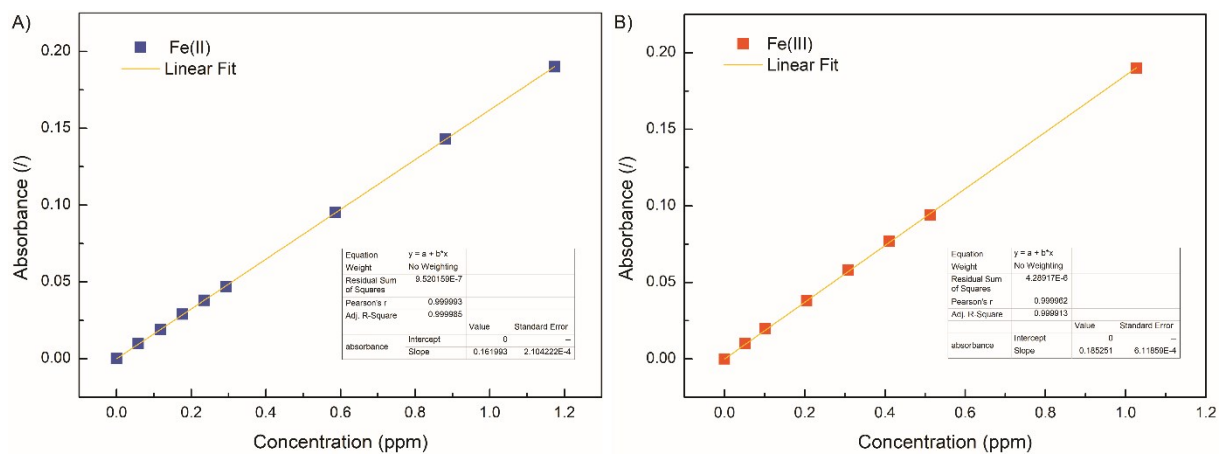 A)
Fe(II)
Linear Fit
Absorbance (/)
0.20
0.15
0.10
0.05
0.00
Equation y = a + b*x
Weight No Weighting
Residual Sum of Squares 9.520159E-7
Pearson's r 0.999993
Adj. R-Square 0.999985
Value Standard Error
absorbance Intercept 0 --
Slope 0.161993 2.104222E-4
0.0 0.2 0.4 0.6 0.8 1.0 1.2
Concentration (ppm)
B)
Fe(III)
Linear Fit
Absorbance (/)
0.20
0.15
0.10
0.05
0.00
Equation y = a + b*x
Weight No Weighting
Residual Sum of Squares 4.28917E-6
Pearson's r 0.999962
Adj. R-Square 0.999913
Value Standard Error
absorbance Intercept 0 --
Slope 0.185251 6.11859E-4
0.0 0.2 0.4 0.6 0.8 1.0 1.2
Concentration (ppm)